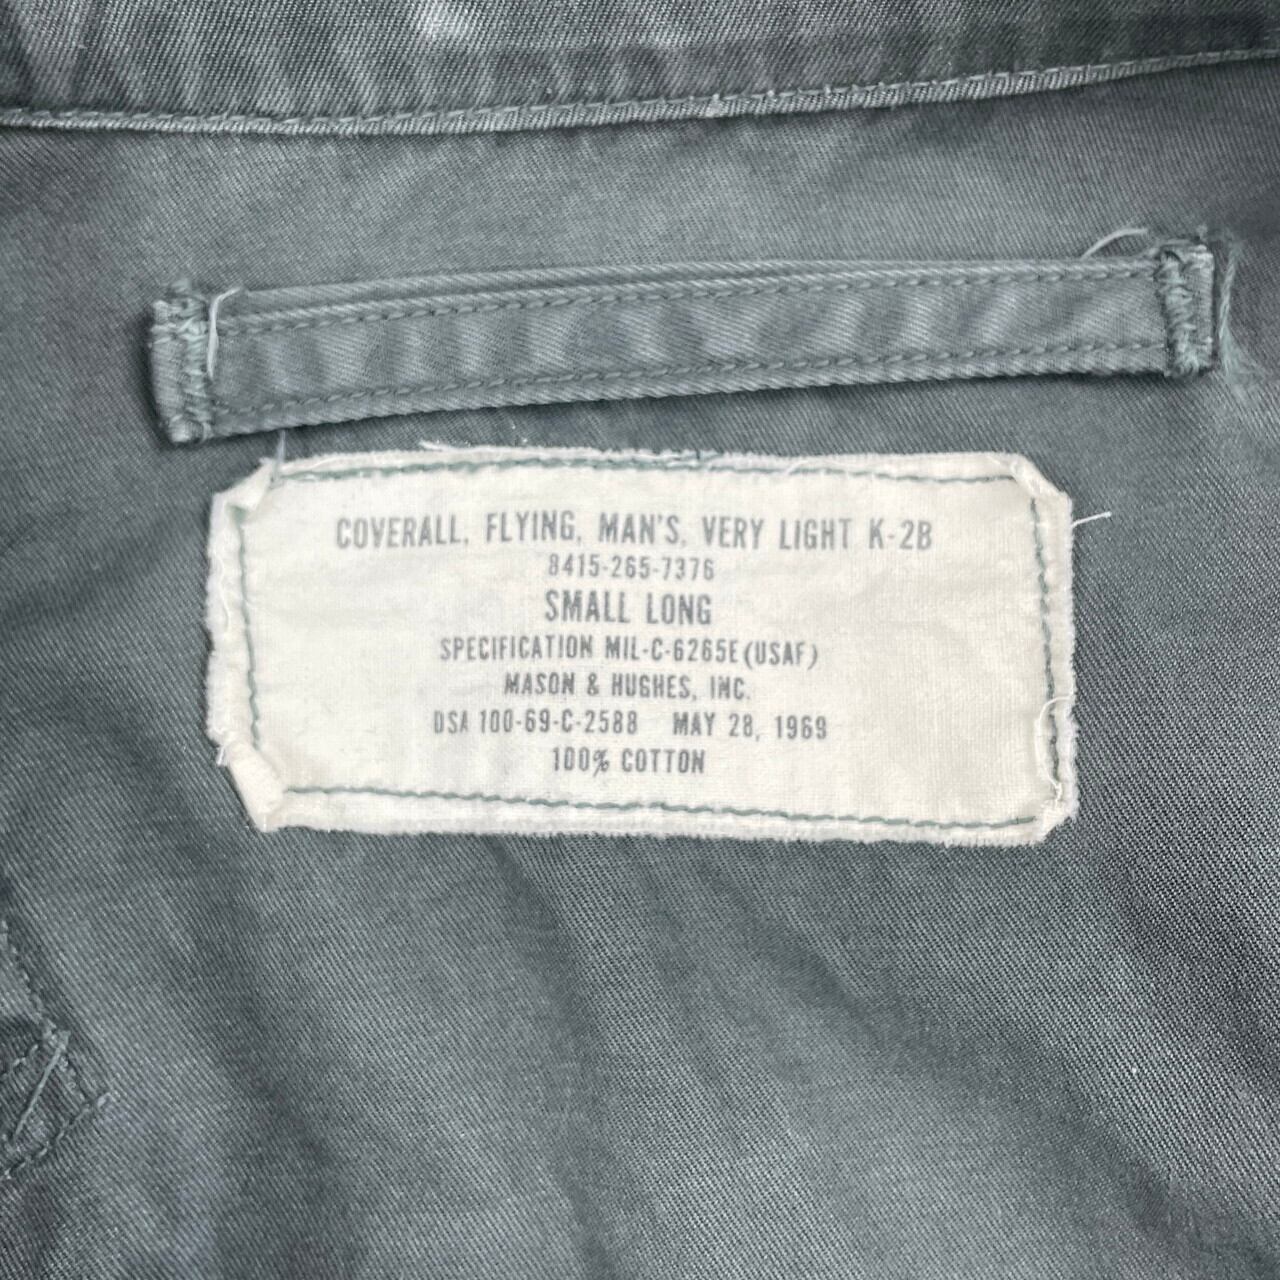 COVERALL, FLYING, MAN'S, VERY LIGHT K-2B
8415-265-7376
SMALL LONG
SPECIFICATION MIL-C-6265E (USAF)
MASON & HUGHES, INC.
DSA 100-69-C-2588 MAY 28, 1969
100% COTTON